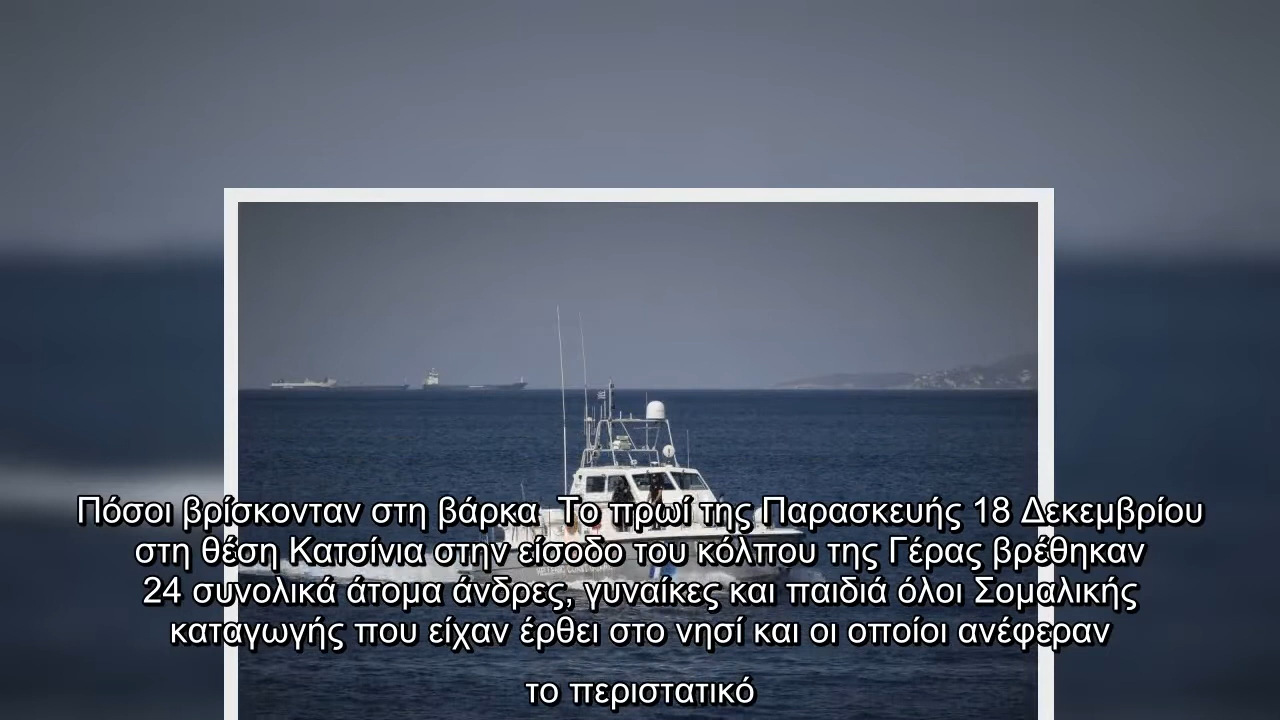 Πόσοι βρίσκονταν στη βάρκα Το πρωί της Παρασκευής 18 Δεκεμβρίου
στη θέση Κατσίνια στην είσοδο του κόλπου της Γέρας βρέθηκαν
24 συνολικά άτομα άνδρες, γυναίκες και παιδιά όλοι Σομαλικής
καταγωγής που είχαν έρθει στο νησί και οι οποίοι ανέφεραν
το περιστατικό